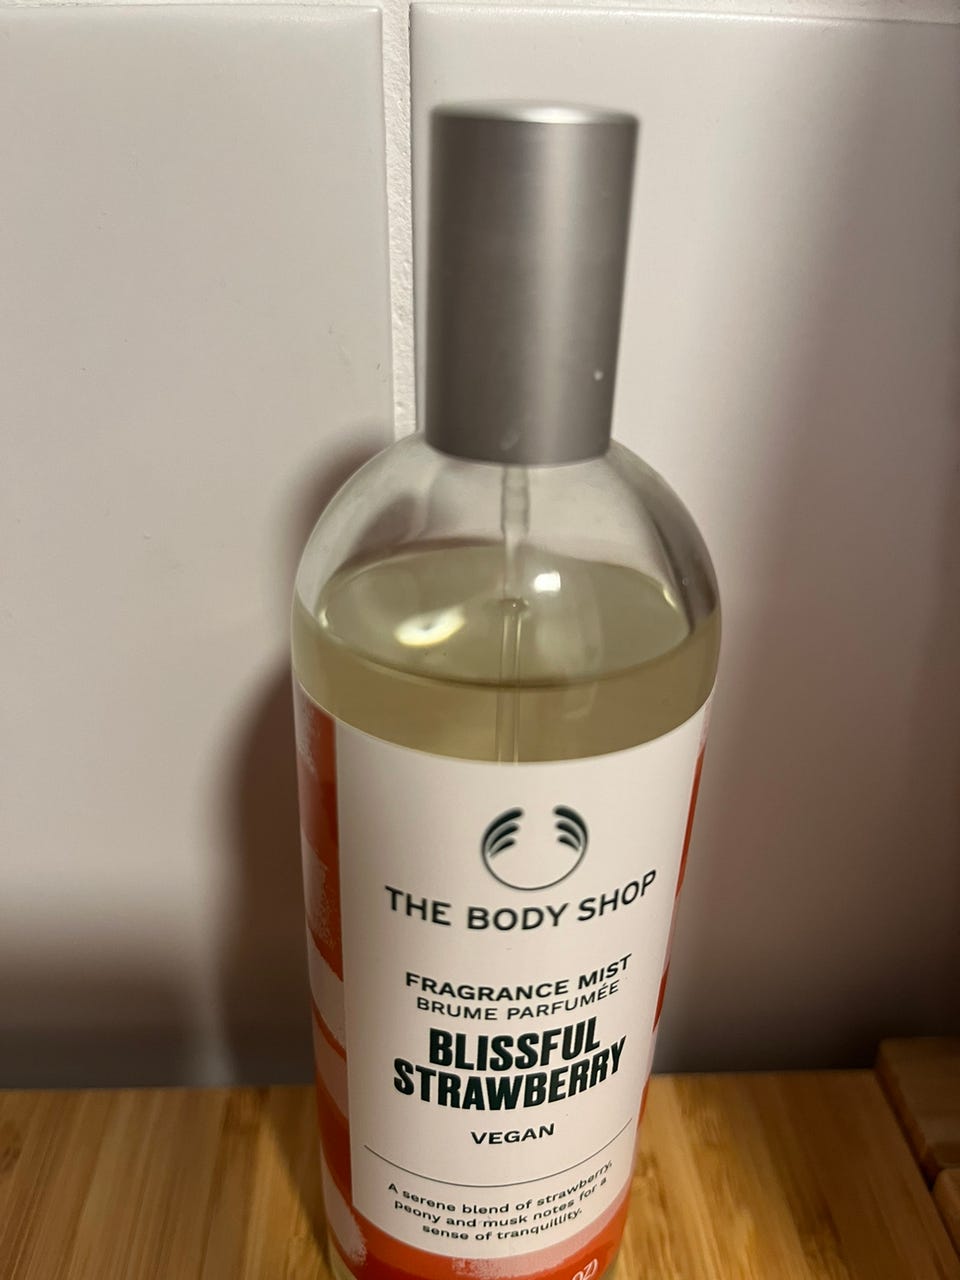 THE BODY SHOP
FRAGRANCE MIST
BRUME PARFUMÉE
BLISSFUL
STRAWBERRY
VEGAN
A serene blend of strawberry,
peony and musk notes for a
sense of tranquillity.